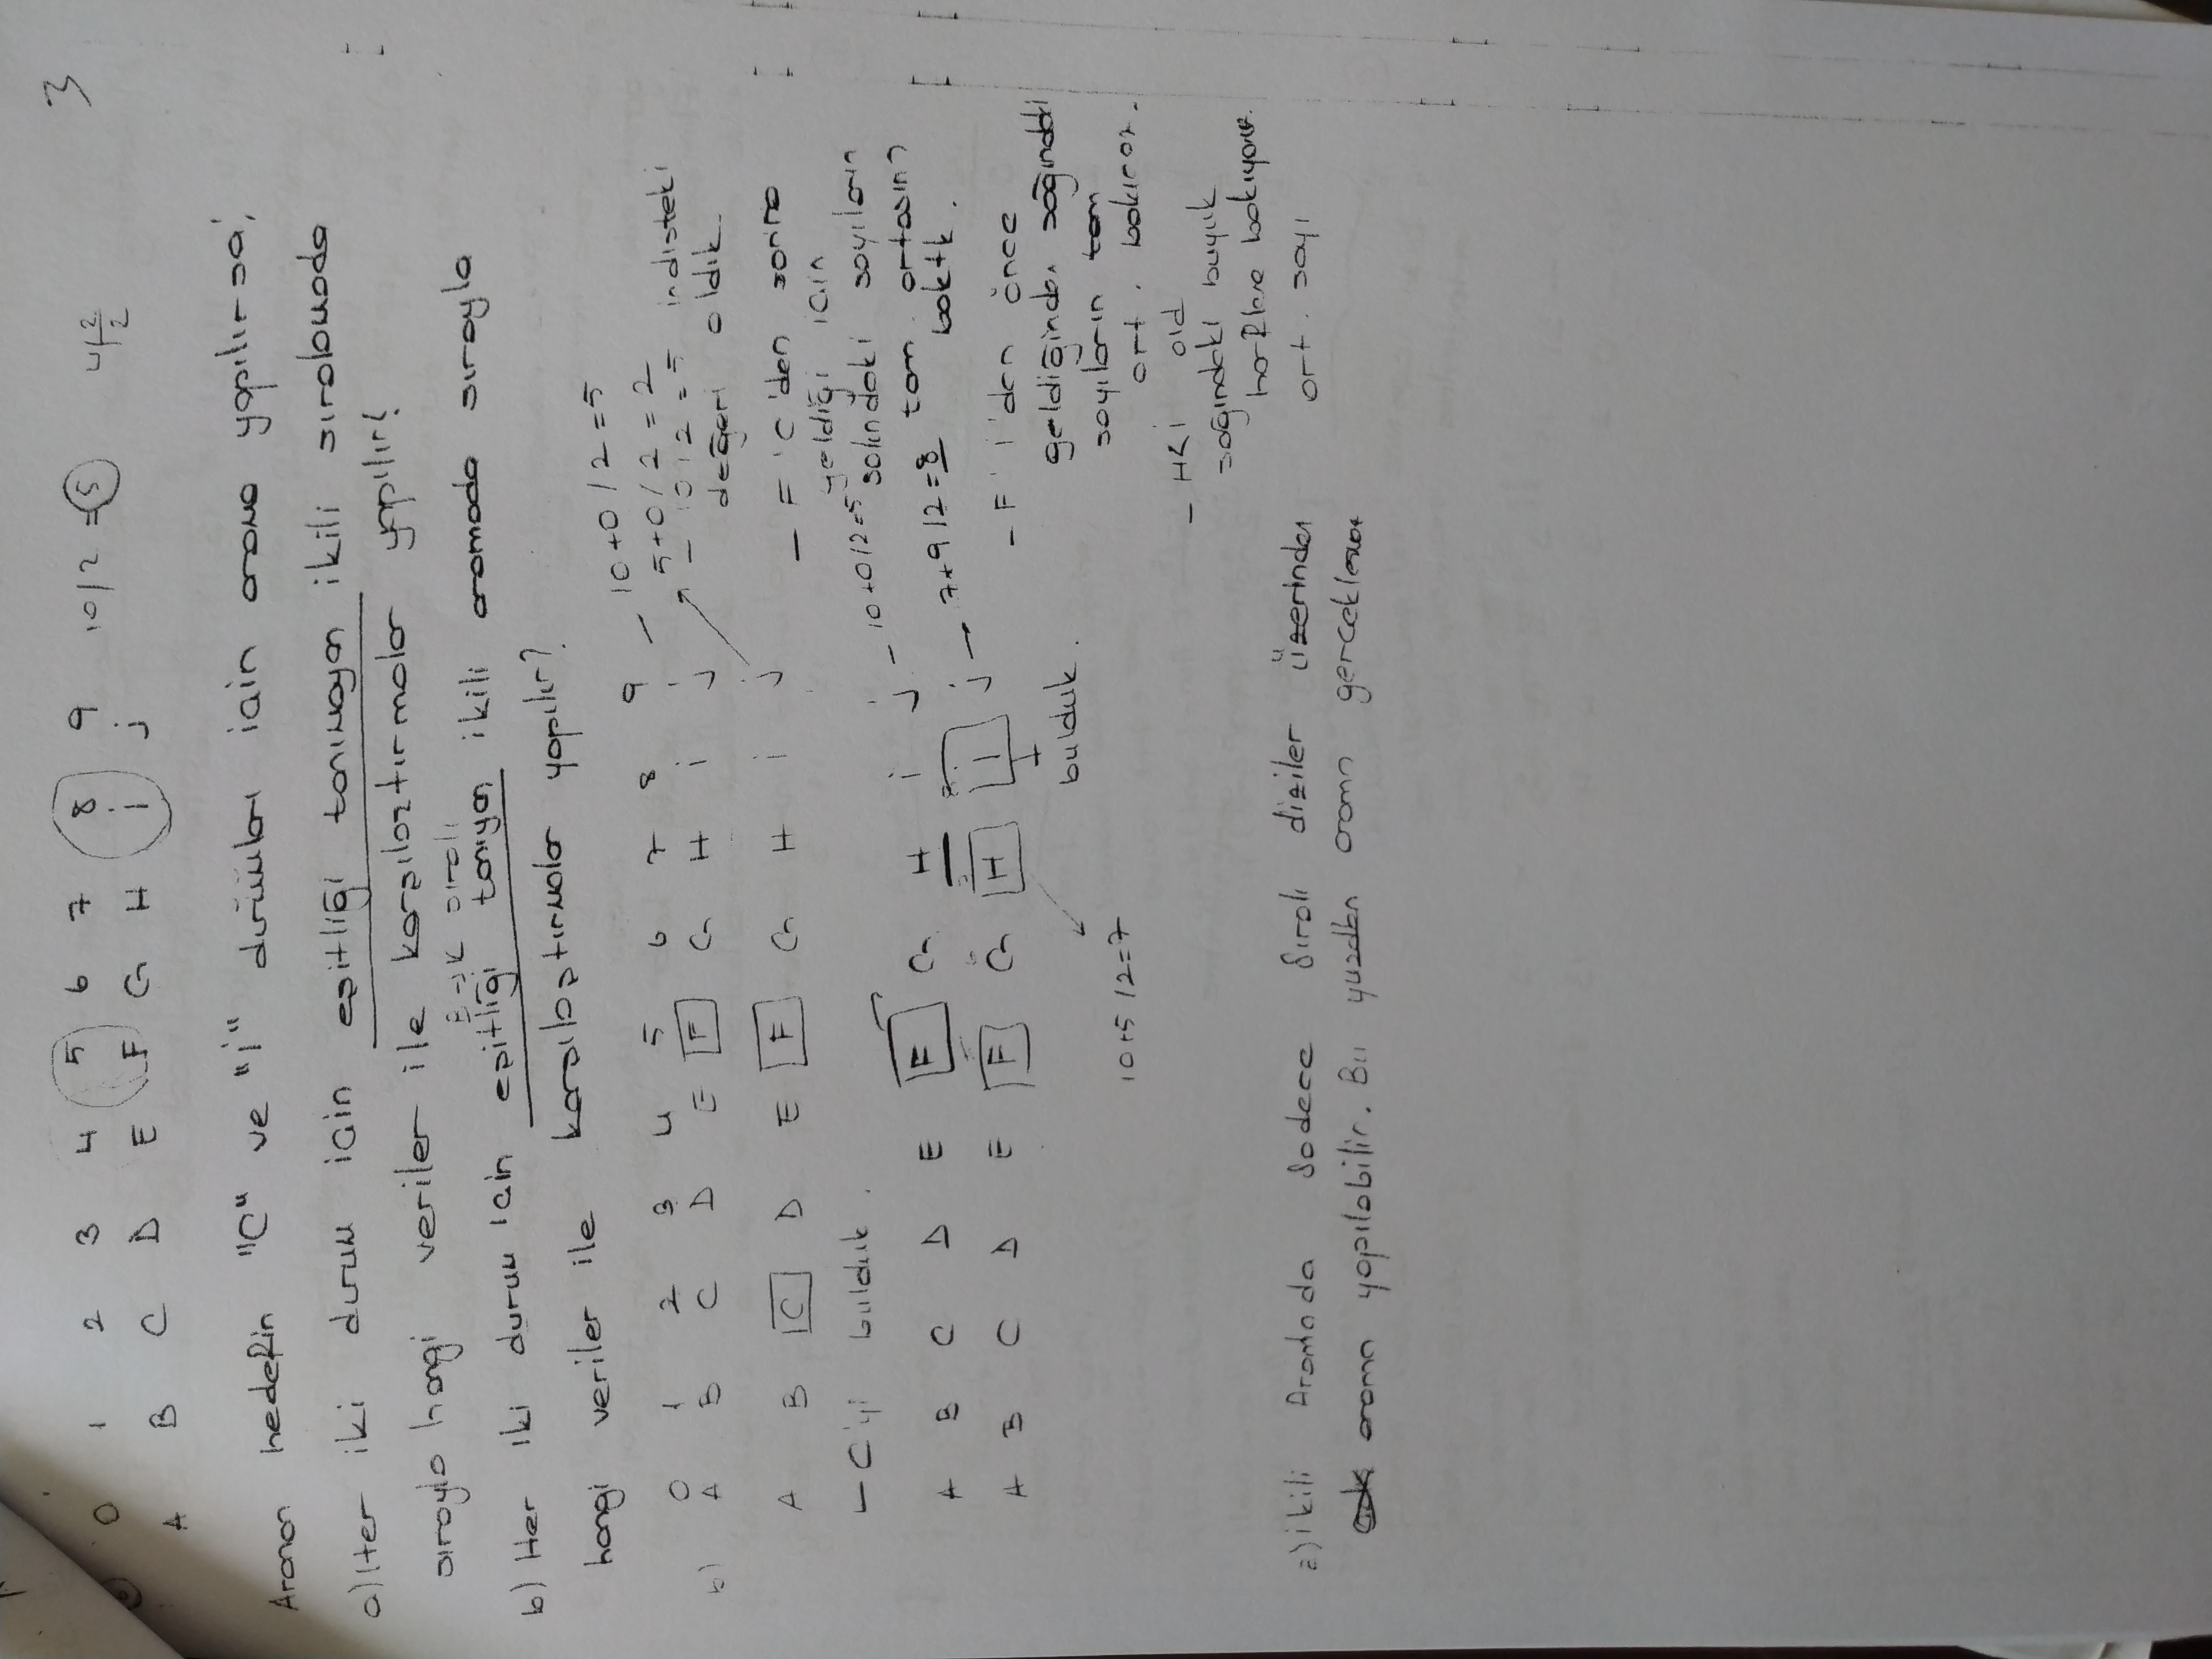 3
0 1 2 3 4 5 6 7 8 9 10/2 = 5 4/2 2
A B C D E F G H i j
Aranan hedefin "C" ve "i" durumları için arama yapılırsa;
a) Her iki durum için eşitliği tanımayan ikili sıralamada
sırayla hangi veriler ile karşılaştırmalar yapılır?
sıralı
b) Her iki durum için eşitliği tanıyan ikili aramada sırayla
hangi veriler ile karşılaştırmalar yapılır?
0 1 2 3 4 5 6 7 8 9 - 10+0/2=5
5+0/2=2
b) A B C D E F G H i j - 10/2=5 indisteki
değeri aldık.
A B C D E F G H i j
- F 'C'den sonra
geldiği için
solundaki sayıların
tam ortasına
baktık.
- C'yi bulduk.
A B C D E F G H i j - 10+0/2=5
A B C D E F G H I j → 7+9/2=8
bulduk.
10+5/2=7
- F 'i'den önce
geldiğinden sağındaki
sayıların tam
ort. bakarız.
- H<i old
sağındaki büyük
harflere bakıyoruz.
ort. sayı
a) ikili Aramada Sadece Sıralı diziler üzerinden
arama yapılabilir. Bu yüzden arama gerçekleşmez